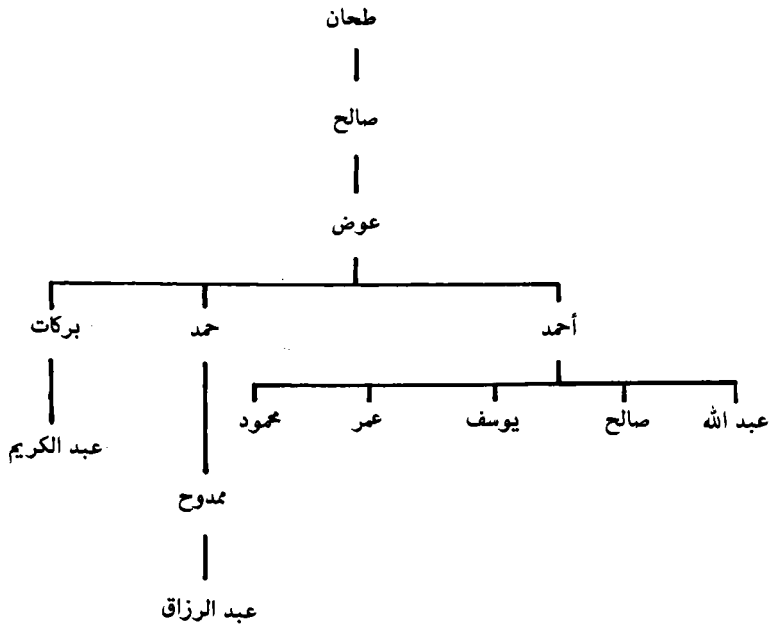 طحان
صالح
عوض
أحمد حمد بركات
عبد الله صالح يوسف عمر محمود
عبد الكريم
ممدوح
عبد الرزاق